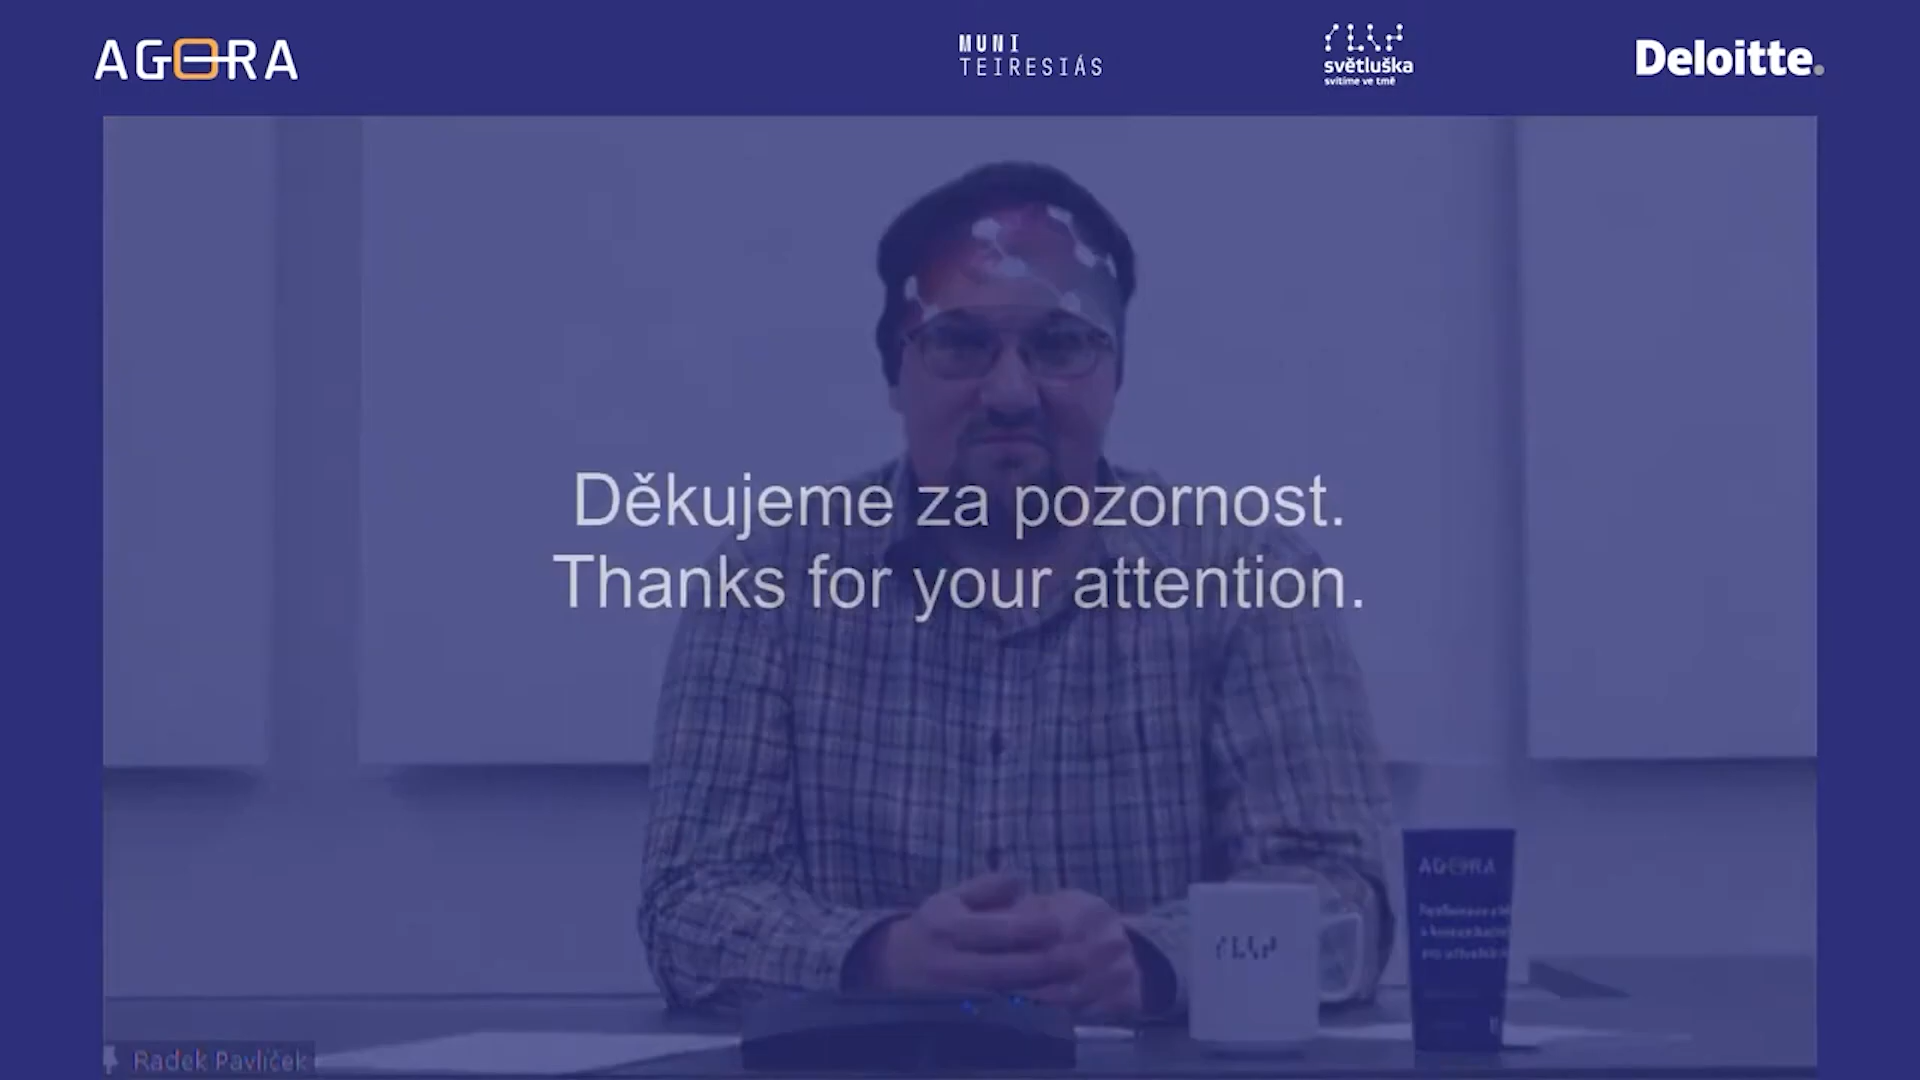 AGORA
MUNI
TEIRESIÁS
světluška
svítíme ve tmě
Deloitte.
Děkujeme za pozornost.
Thanks for your attention.
AGORA
Radek Pavlíček